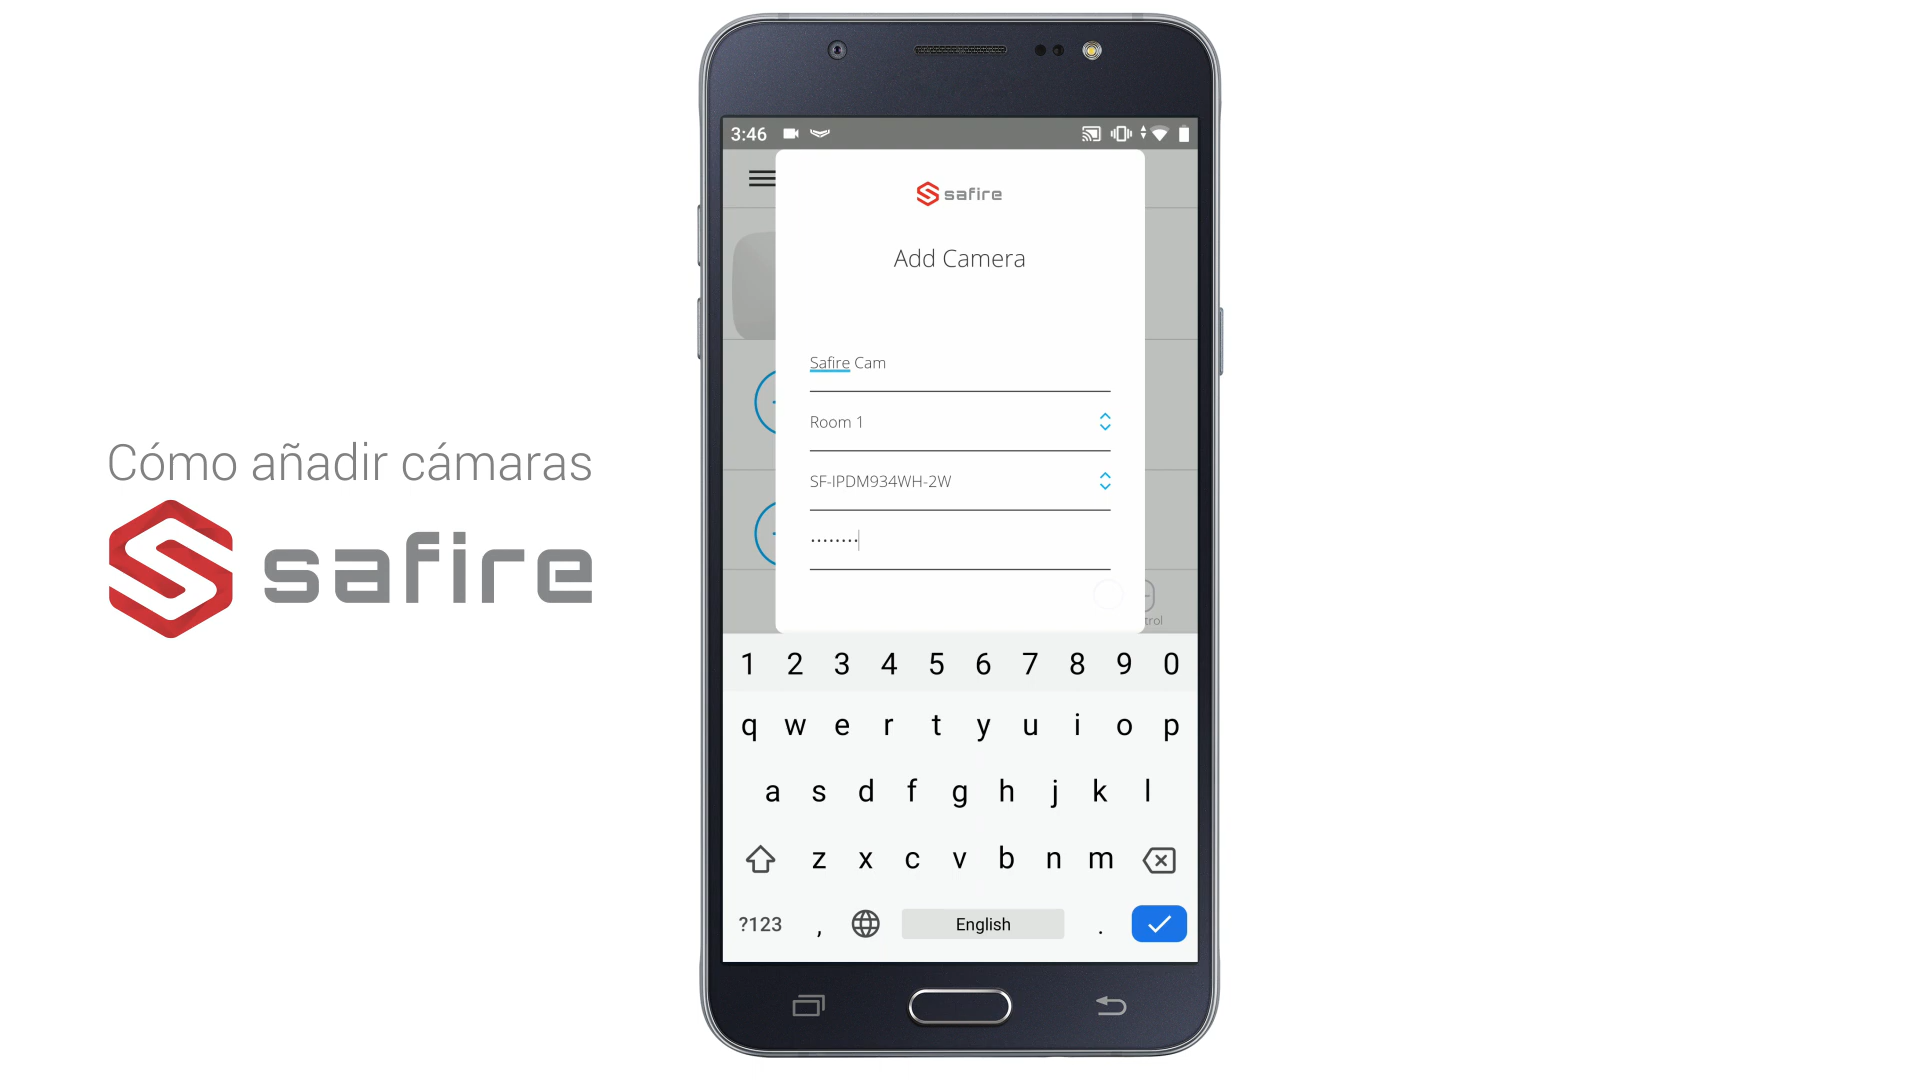 Cómo añadir cámaras
safire
3:46
safire
Add Camera
Safire Cam
Room 1
SF-IPDM934WH-2W
········
trol
1 2 3 4 5 6 7 8 9 0
q w e r t y u i o p
a s d f g h j k l
z x c v b n m
?123 , English .